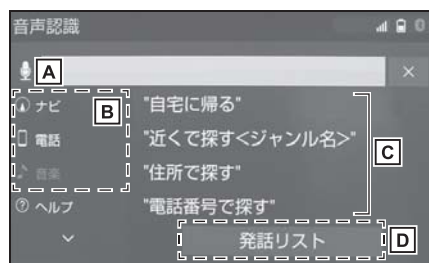 音声認識
A
×
ナビ B "自宅に帰る"
電話 "近くで探す<ジャンル名>"
C
音楽 "住所で探す"
ヘルプ "電話番号で探す"
発話リスト D